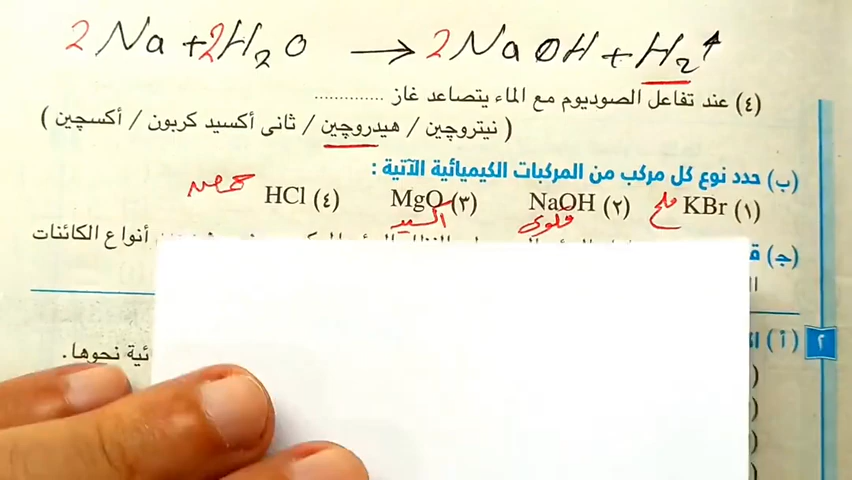 2Na + 2H₂O → 2NaOH + H₂↑
(٤) عند تفاعل الصوديوم مع الماء يتصاعد غاز ..............
( نيتروچين / هيدروچين / ثانى أكسيد كربون / أكسچين )
(ب) حدد نوع كل مركب من المركبات الكيميائية الآتية :
(١) KBr ملح (٢) NaOH قلوى (٣) MgO أكسيد (٤) HCl حمض
(ج) أنواع الكائنات
٢ (أ)
نحوها.